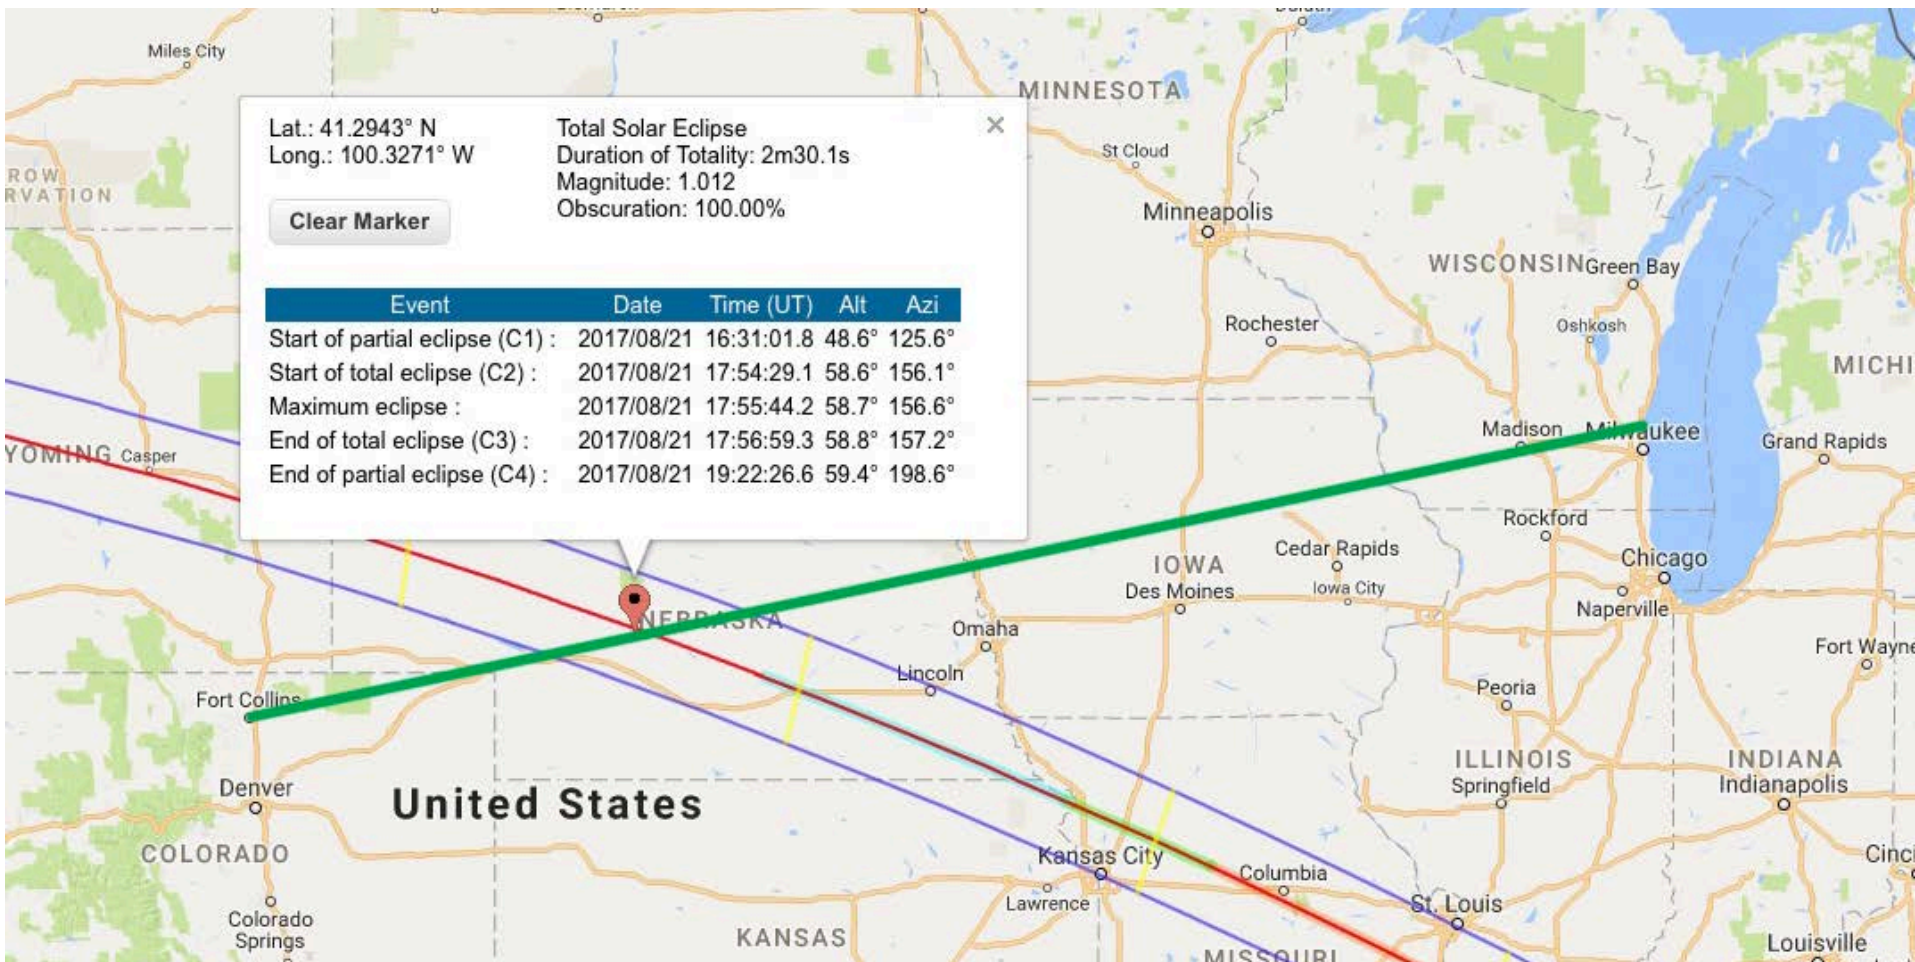 Miles City
MINNESOTA
Lat.: 41.2943° N
Long.: 100.3271° W
Total Solar Eclipse
Duration of Totality: 2m30.1s
Magnitude: 1.012
Obscuration: 100.00%
×
Clear Marker
ROW
RVATION
St Cloud
Minneapolis
WISCONSIN
Green Bay
Event Date Time (UT) Alt Azi
Start of partial eclipse (C1) : 2017/08/21 16:31:01.8 48.6° 125.6°
Start of total eclipse (C2) : 2017/08/21 17:54:29.1 58.6° 156.1°
Maximum eclipse : 2017/08/21 17:55:44.2 58.7° 156.6°
End of total eclipse (C3) : 2017/08/21 17:56:59.3 58.8° 157.2°
End of partial eclipse (C4) : 2017/08/21 19:22:26.6 59.4° 198.6°
Rochester
Oshkosh
MICHI
Madison
Milwaukee
Grand Rapids
YOMING
Casper
Rockford
Chicago
Cedar Rapids
IOWA
Des Moines
Iowa City
Naperville
NEBRASKA
Omaha
Fort Wayne
Lincoln
Fort Collins
Peoria
Denver
United States
ILLINOIS
Springfield
INDIANA
Indianapolis
COLORADO
Kansas City
Columbia
Cinci
Lawrence
St. Louis
Colorado
Springs
KANSAS
Louisville
MISSOURI